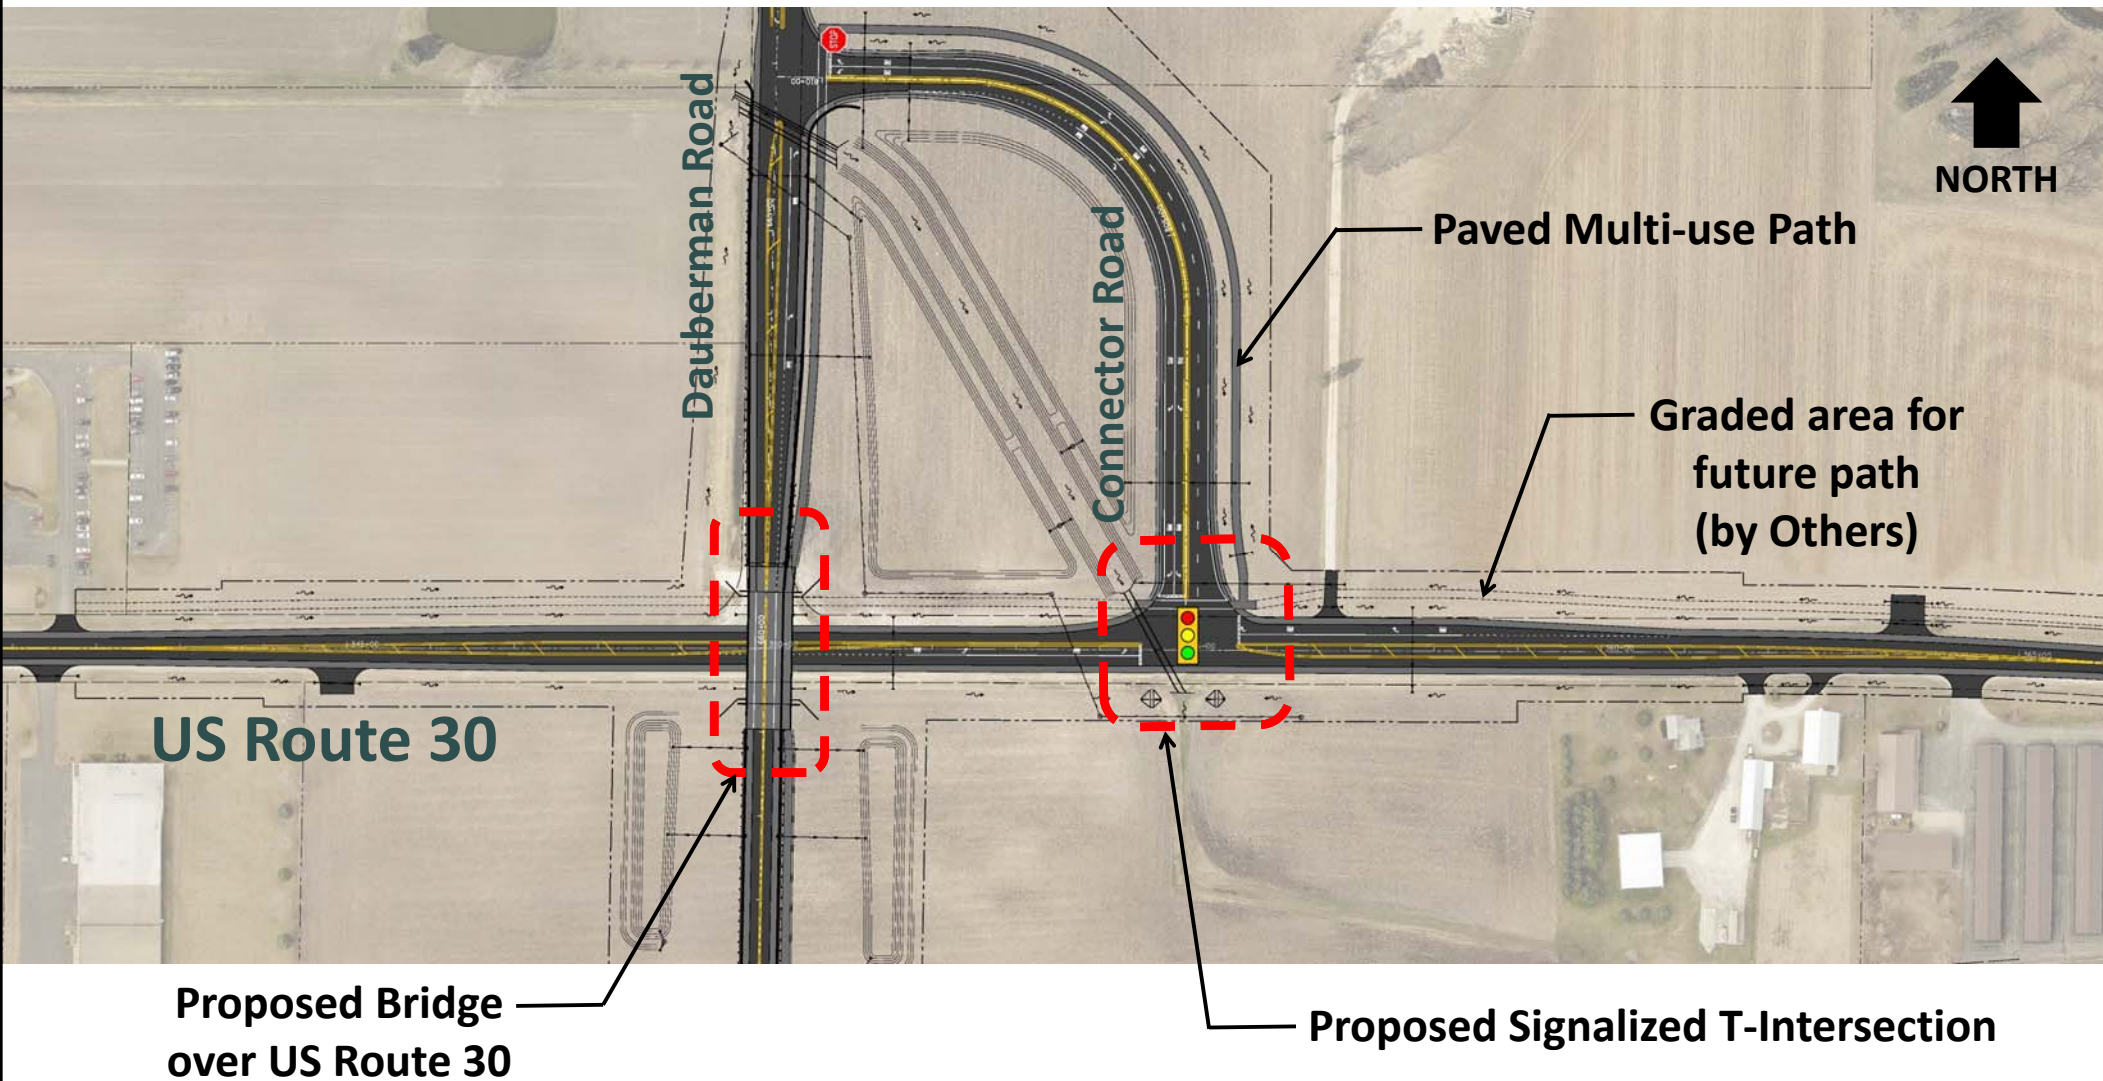 STOP
NORTH
Dauberman Road
Connector Road
Paved Multi-use Path
Graded area for
future path
(by Others)
US Route 30
Proposed Bridge
over US Route 30
Proposed Signalized T-Intersection